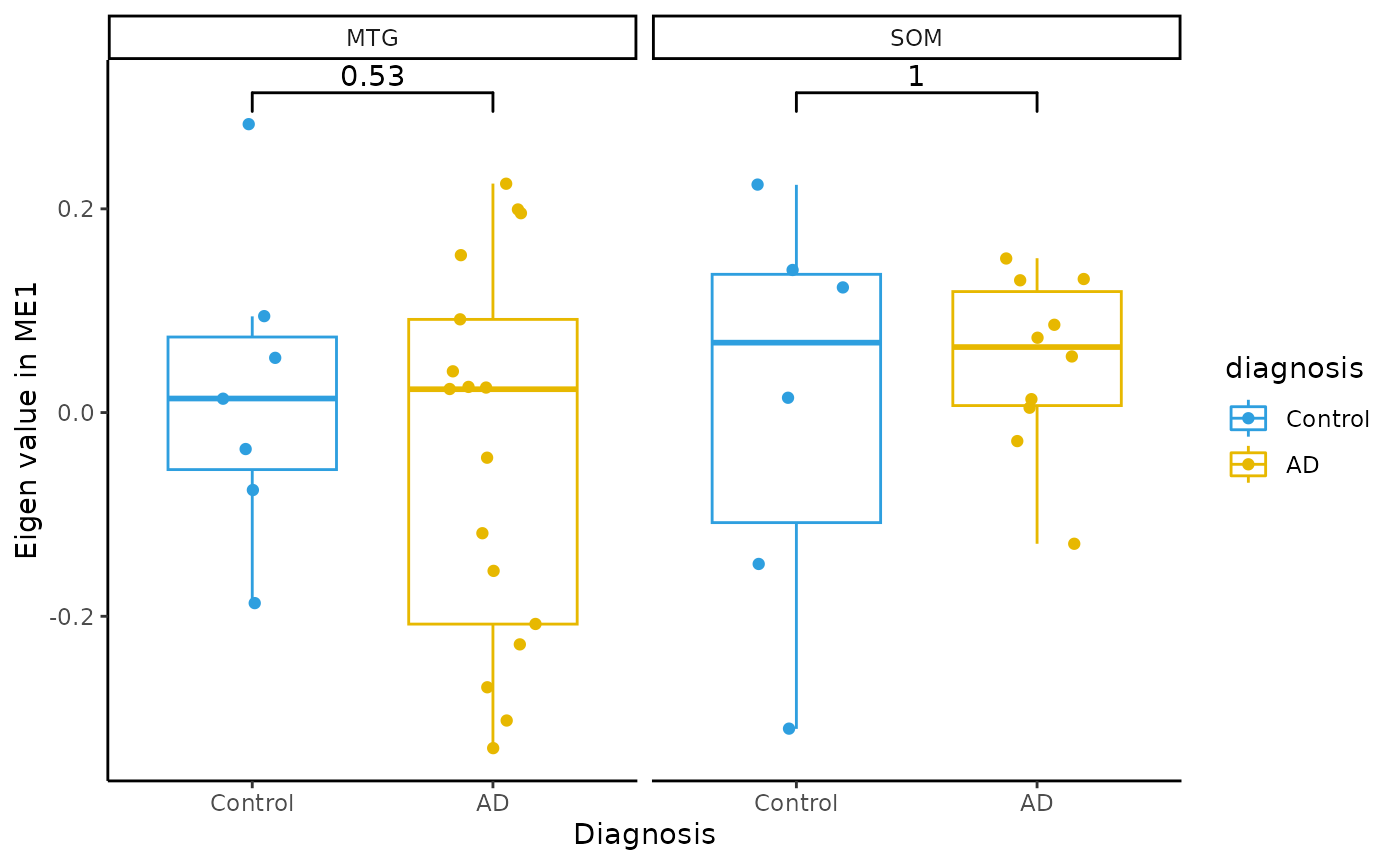 MTG
SOM
0.53
1
Eigen value in ME1
0.2
0.0
-0.2
Control
AD
Control
AD
Diagnosis
diagnosis
Control
AD